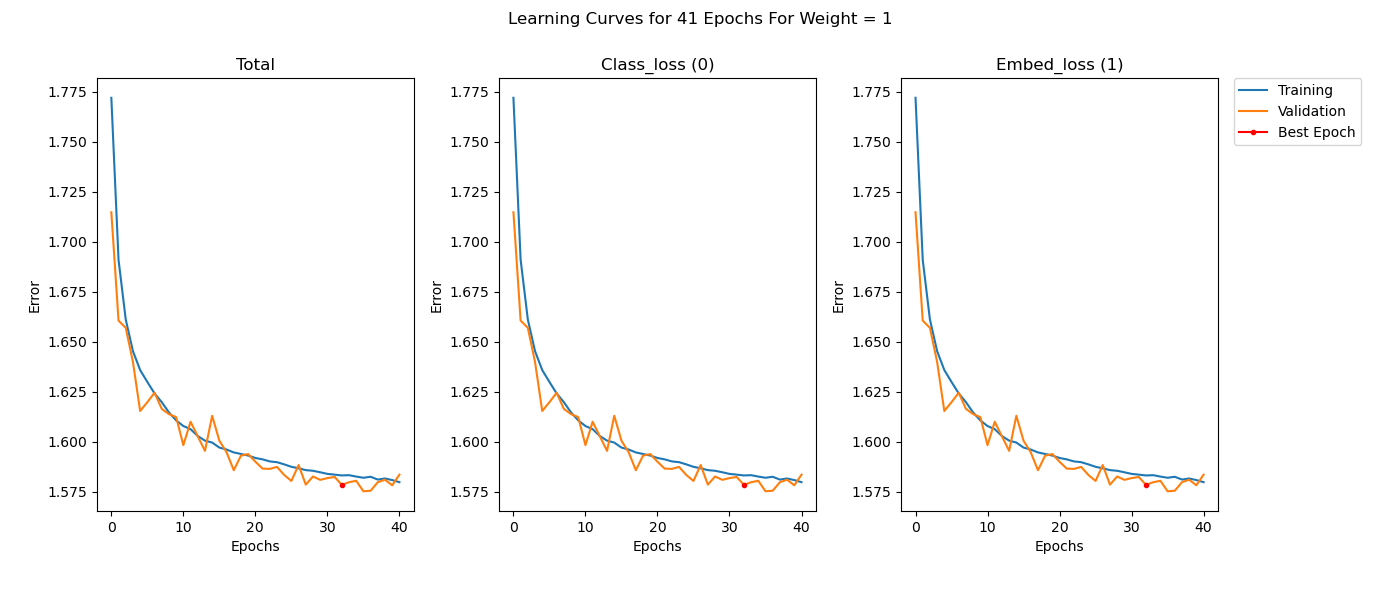 Learning Curves for 41 Epochs For Weight = 1
Total
Error
1.775
1.750
1.725
1.700
1.675
1.650
1.625
1.600
1.575
0 10 20 30 40
Epochs
Class_loss (0)
Error
1.775
1.750
1.725
1.700
1.675
1.650
1.625
1.600
1.575
0 10 20 30 40
Epochs
Embed_loss (1)
Error
1.775
1.750
1.725
1.700
1.675
1.650
1.625
1.600
1.575
0 10 20 30 40
Epochs
Training
Validation
Best Epoch